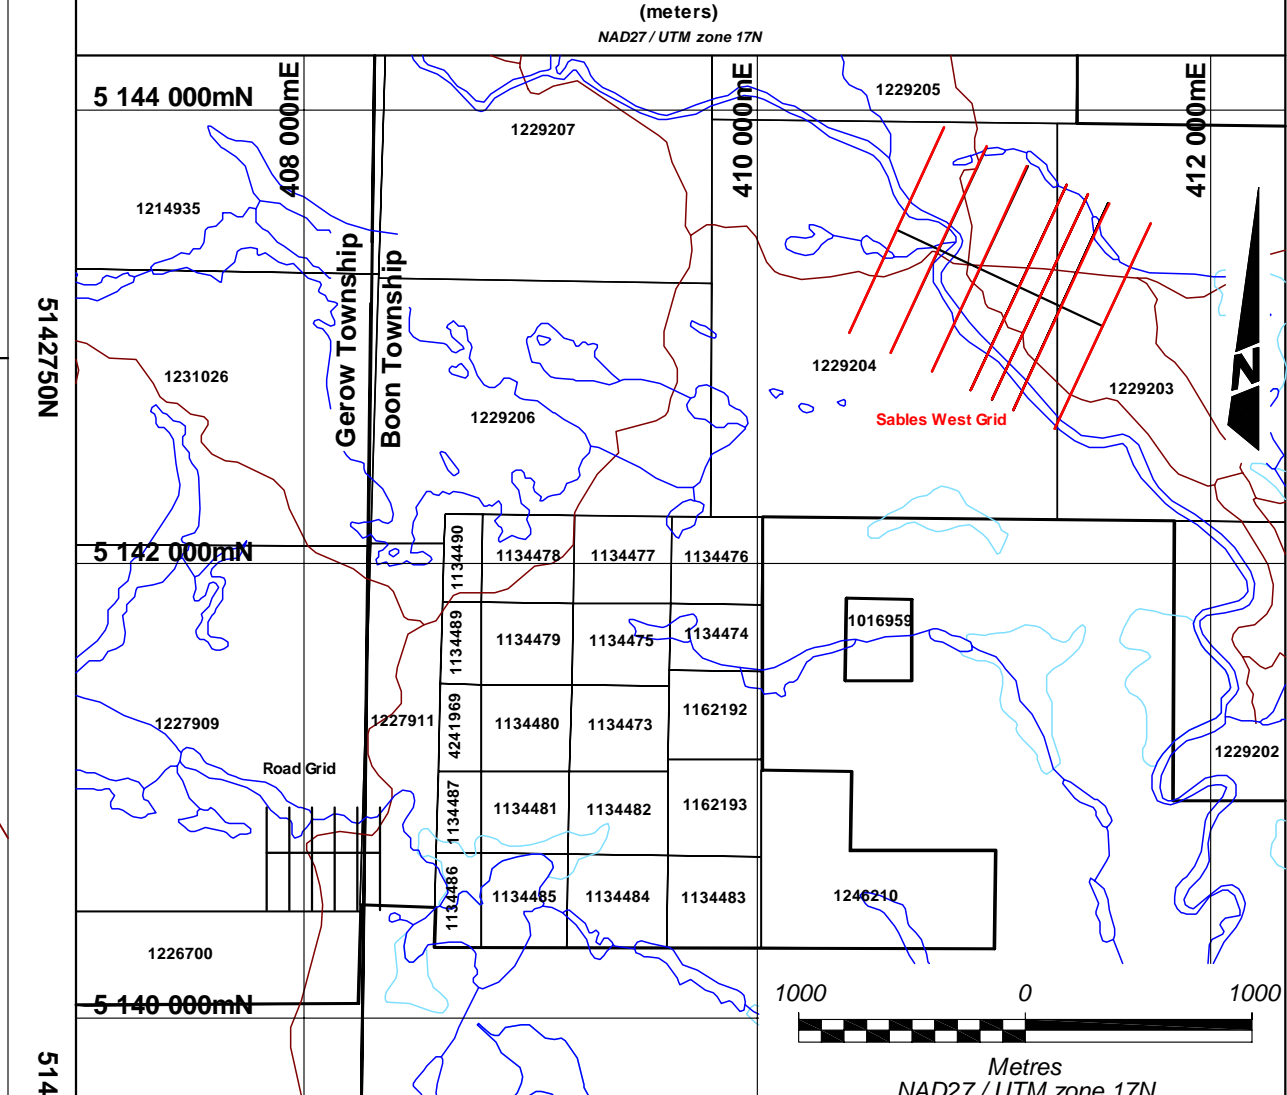 (meters)
NAD27 / UTM zone 17N
408 000mE
410 000mE
412 000mE
5 144 000mN
1229205
1229207
1214935
Gerow Township
Boon Township
5142750N
1231026
1229204
1229203
1229206
Sables West Grid
N
5 142 000mN
1134490
1134478
1134477
1134476
1016959
1134489
1134479
1134475
1134474
1227909
1227911
4241969
1134480
1134473
1162192
1229202
Road Grid
1134487
1134481
1134482
1162193
1134486
1134485
1134484
1134483
1246210
1226700
5 140 000mN
1000
0
1000
Metres
NAD27 / UTM zone 17N
514